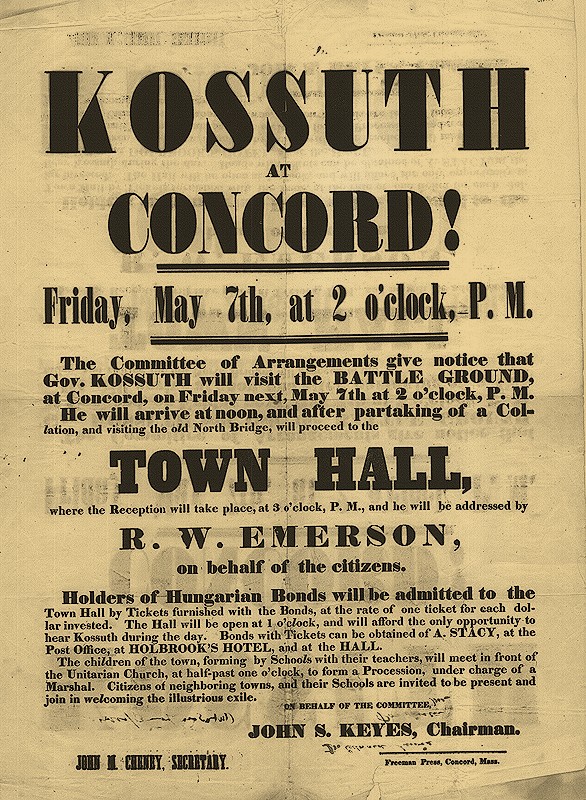 KOSSUTH
AT
CONCORD!
Friday, May 7th, at 2 o'clock, P. M.
The Committee of Arrangements give notice that
Gov. KOSSUTH will visit the BATTLE GROUND,
at Concord, on Friday next, May 7th at 2 o'clock, P. M.
He will arrive at noon, and after partaking of a Col-
lation, and visiting the old North Bridge, will proceed to the
TOWN HALL,
where the Reception will take place, at 3 o'clock, P. M., and he will be addressed by
R. W. EMERSON,
on behalf of the citizens.
Holders of Hungarian Bonds will be admitted to the
Town Hall by Tickets furnished with the Bonds, at the rate of one ticket for each dol-
lar invested. The Hall will be open at 1 o'clock, and will afford the only opportunity to
hear Kossuth during the day. Bonds with Tickets can be obtained of A. STACY, at the
Post Office, at HOLBROOK'S HOTEL, and at the HALL.
The children of the town, forming by Schools with their teachers, will meet in front of
the Unitarian Church, at half-past one o'clock, to form a Procession, under charge of a
Marshal. Citizens of neighboring towns, and their Schools are invited to be present and
join in welcoming the illustrious exile.
ON BEHALF OF THE COMMITTEE,
JOHN S. KEYES, Chairman.
JOHN M. CHENEY, SECRETARY.
Freeman Press, Concord, Mass.